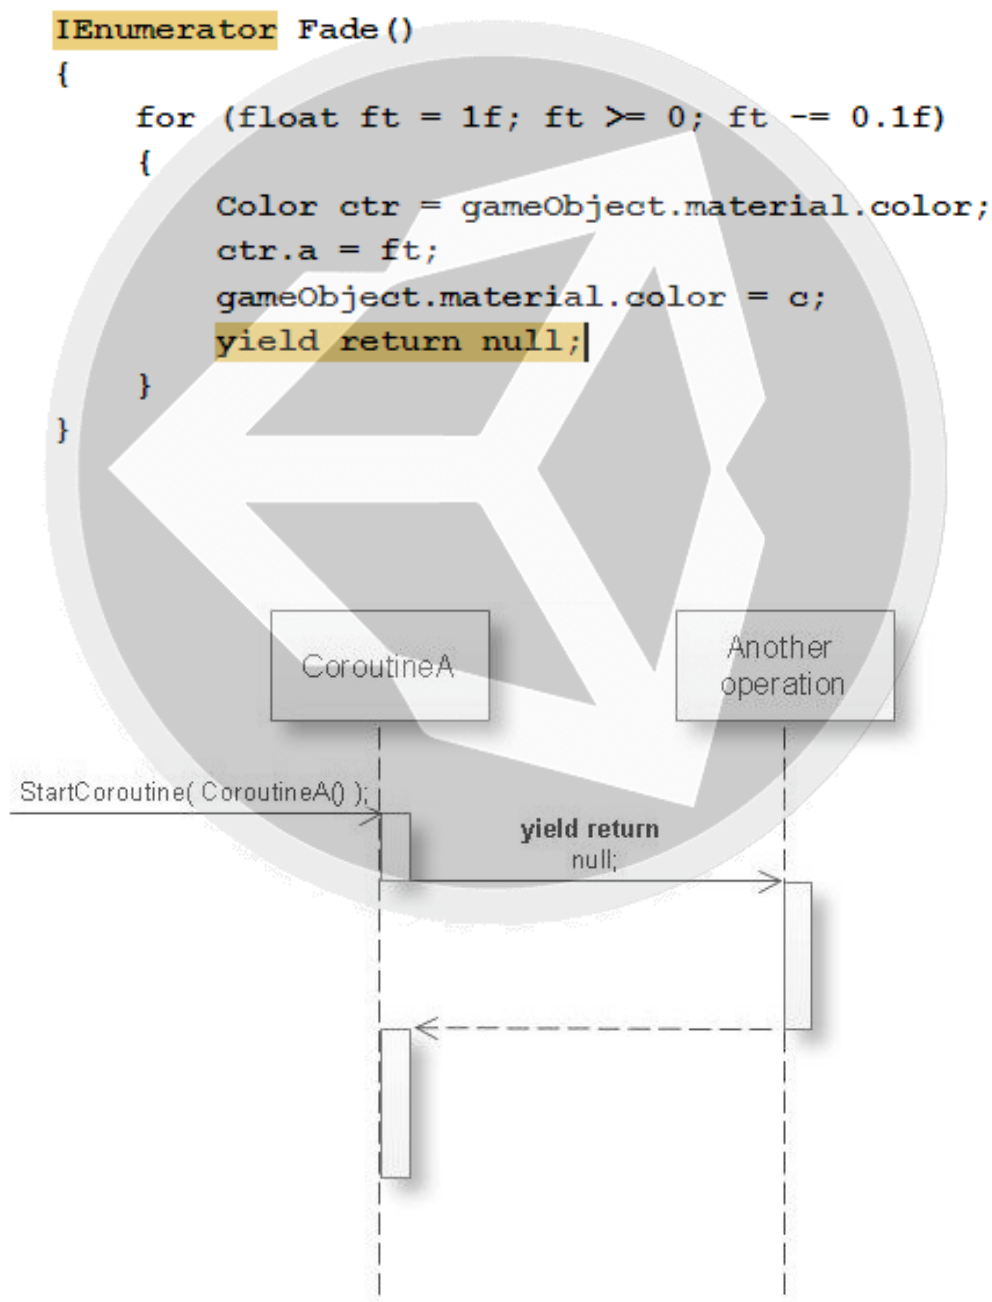 IEnumerator Fade()
{
for (float ft = 1f; ft >= 0; ft -= 0.1f)
{
Color ctr = gameObject.material.color;
ctr.a = ft;
gameObject.material.color = c;
yield return null;
}
}
CoroutineA
Another
operation
StartCoroutine( CoroutineA() );
yield return
null;